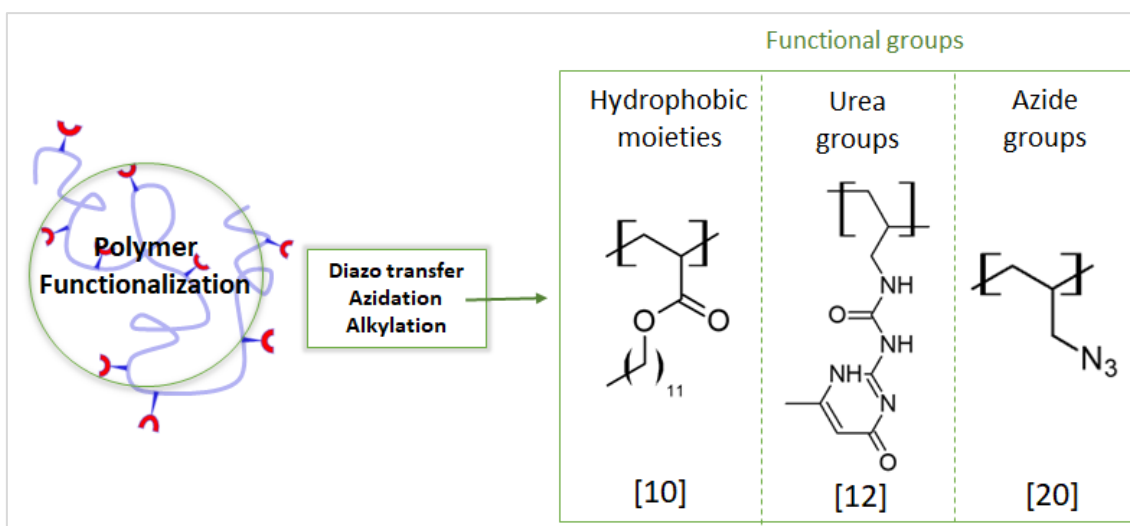 Functional groups
Hydrophobic
moieties
Urea
groups
Azide
groups
Polymer
Functionalization
Diazo transfer
Azidation
Alkylation
O
O
11
NH
O
NH
NH
N
O
N3
[10]
[12]
[20]